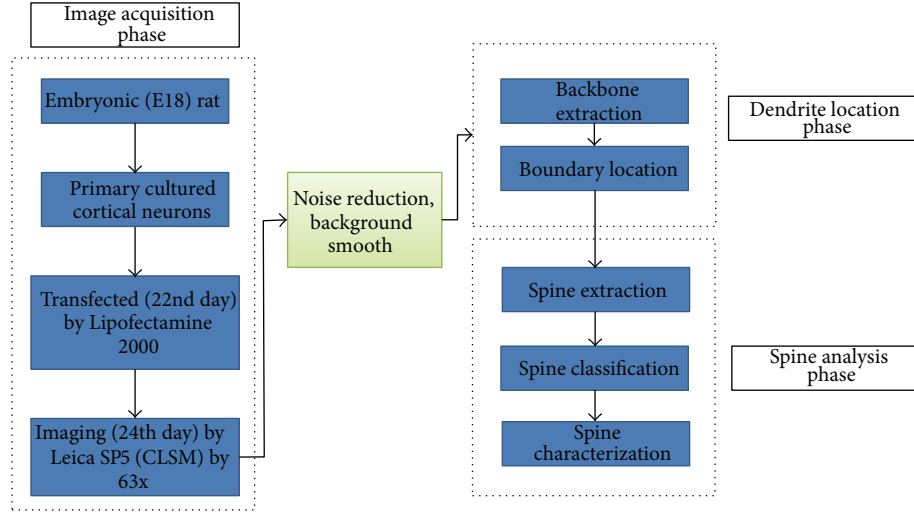 Image acquisition
phase
Embryonic (E18) rat
Primary cultured
cortical neurons
Transfected (22nd day)
by Lipofectamine
2000
Imaging (24th day) by
Leica SP5 (CLSM) by
63x
Noise reduction,
background
smooth
Backbone
extraction
Boundary location
Dendrite location
phase
Spine extraction
Spine classification
Spine
characterization
Spine analysis
phase